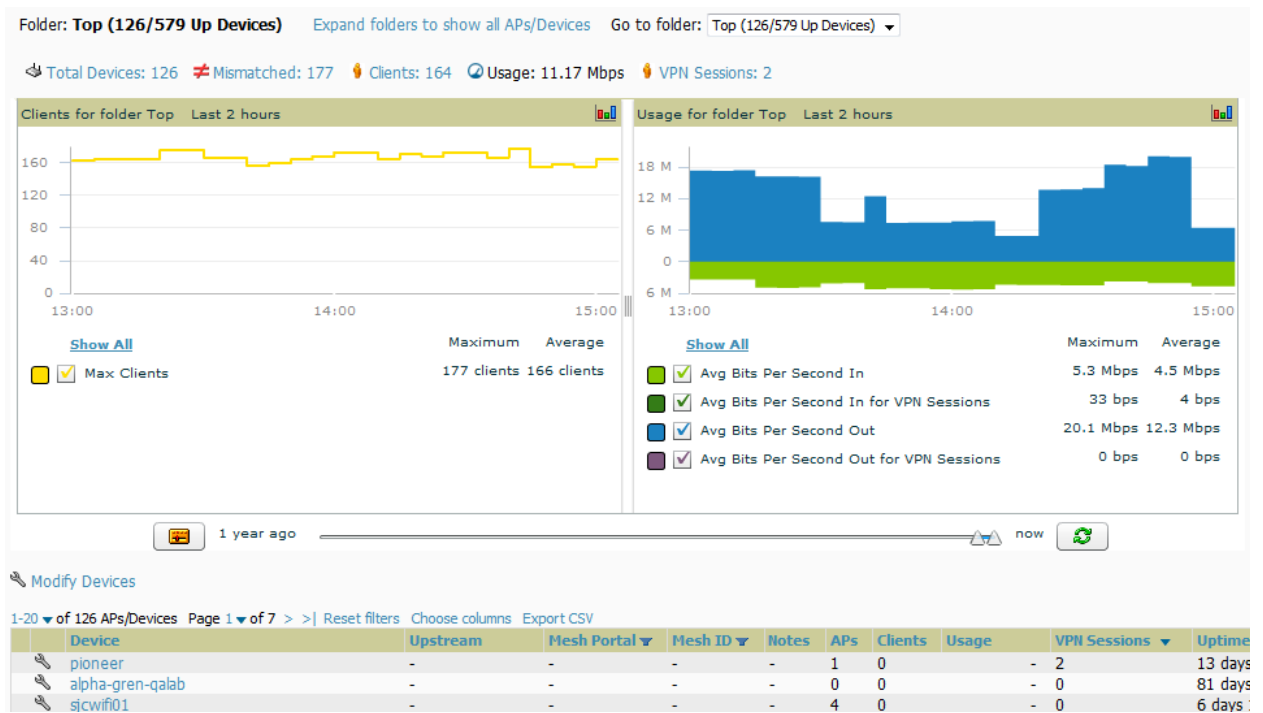 Folder: Top (126/579 Up Devices) Expand folders to show all APs/Devices Go to folder: Top (126/579 Up Devices)
Total Devices: 126 Mismatched: 177 Clients: 164 Usage: 11.17 Mbps VPN Sessions: 2
Clients for folder Top Last 2 hours
160
120
80
40
0
13:00 14:00 15:00
Show All Maximum Average
Max Clients 177 clients 166 clients
Usage for folder Top Last 2 hours
18 M
12 M
6 M
0
6 M
13:00 14:00 15:00
Show All Maximum Average
Avg Bits Per Second In 5.3 Mbps 4.5 Mbps
Avg Bits Per Second In for VPN Sessions 33 bps 4 bps
Avg Bits Per Second Out 20.1 Mbps 12.3 Mbps
Avg Bits Per Second Out for VPN Sessions 0 bps 0 bps
1 year ago now
Modify Devices
1-20 of 126 APs/Devices Page 1 of 7 > >| Reset filters Choose columns Export CSV
Device Upstream Mesh Portal Mesh ID Notes APs Clients Usage VPN Sessions Uptime
pioneer - - - - 1 0 - 2 13 days
alpha-gren-qalab - - - - 0 0 - 0 81 days
sjcwifi01 - - - - 4 0 - 0 6 days